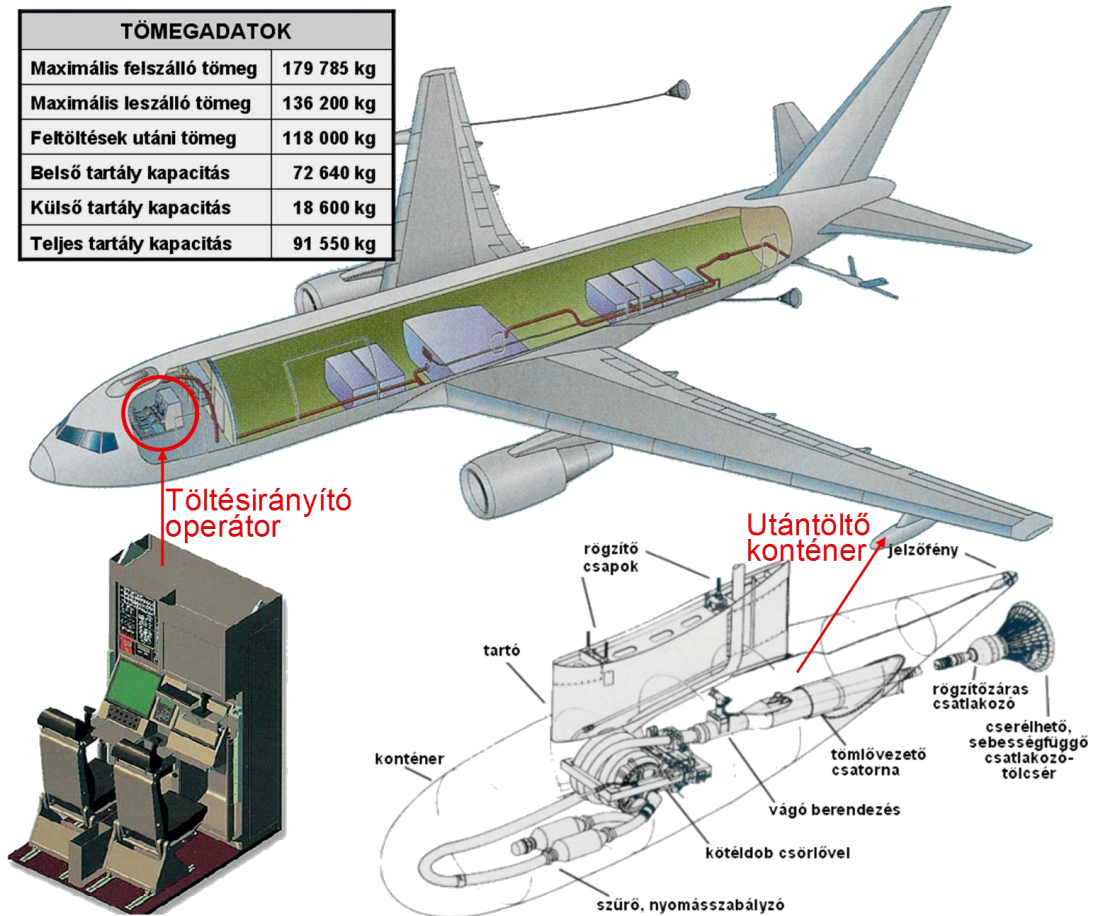 TÖMEGADATOK
Maximális felszálló tömeg 179 785 kg
Maximális leszálló tömeg 136 200 kg
Feltöltések utáni tömeg 118 000 kg
Belső tartály kapacitás 72 640 kg
Külső tartály kapacitás 18 600 kg
Teljes tartály kapacitás 91 550 kg
Töltésirányító
operátor
Utántöltő
konténer
jelzőfény
rögzítő
csapok
tartó
konténer
rögzítőzáras
csatlakozó
cserélhető,
sebességfüggő
csatlakozó-
tölcsér
tömlővezető
csatorna
vágó berendezés
kötéldob csörlővel
szűrő, nyomásszabályzó